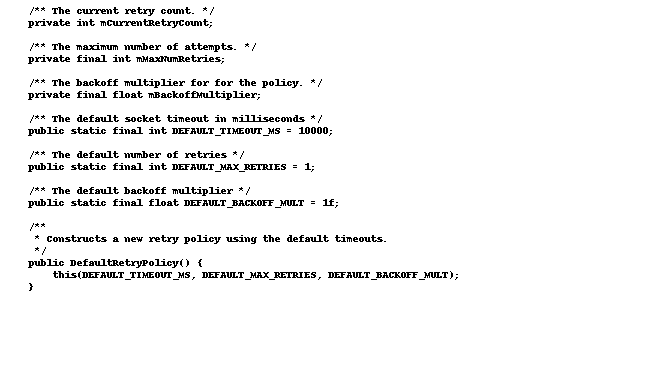 /** The current retry count. */
private int mCurrentRetryCount;
/** The maximum number of attempts. */
private final int mMaxNumRetries;
/** The backoff multiplier for for the policy. */
private final float mBackoffMultiplier;
/** The default socket timeout in milliseconds */
public static final int DEFAULT_TIMEOUT_MS = 10000;
/** The default number of retries */
public static final int DEFAULT_MAX_RETRIES = 1;
/** The default backoff multiplier */
public static final float DEFAULT_BACKOFF_MULT = 1f;
/**
* Constructs a new retry policy using the default timeouts.
*/
public DefaultRetryPolicy() {
this(DEFAULT_TIMEOUT_MS, DEFAULT_MAX_RETRIES, DEFAULT_BACKOFF_MULT);
}